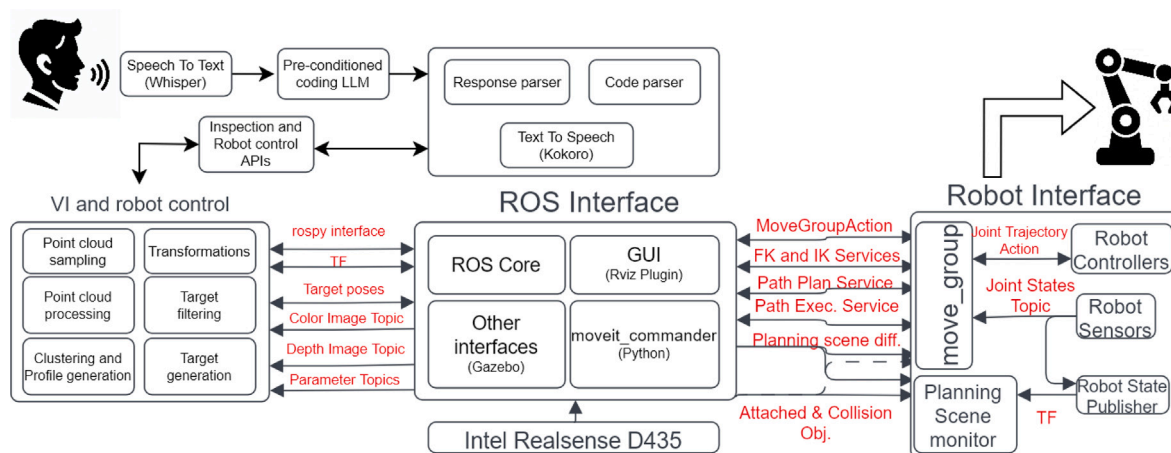 Speech To Text
(Whisper)
Pre-conditioned
coding LLM
Response parser
Code parser
Inspection and
Robot control
APIs
Text To Speech
(Kokoro)
VI and robot control
Point cloud
sampling
Transformations
Point cloud
processing
Target
filtering
Clustering and
Profile generation
Target
generation
rospy interface
TF
Target poses
Color Image Topic
Depth Image Topic
Parameter Topics
ROS Interface
ROS Core
GUI
(Rviz Plugin)
Other
interfaces
(Gazebo)
moveit_commander
(Python)
Intel Realsense D435
MoveGroupAction
FK and IK Services
Path Plan Service
Path Exec. Service
Planning scene diff.
Attached & Collision
Obj.
Robot Interface
move_group
Joint Trajectory
Action
Robot
Controllers
Joint States
Topic
Robot
Sensors
Planning
Scene
monitor
TF
Robot State
Publisher